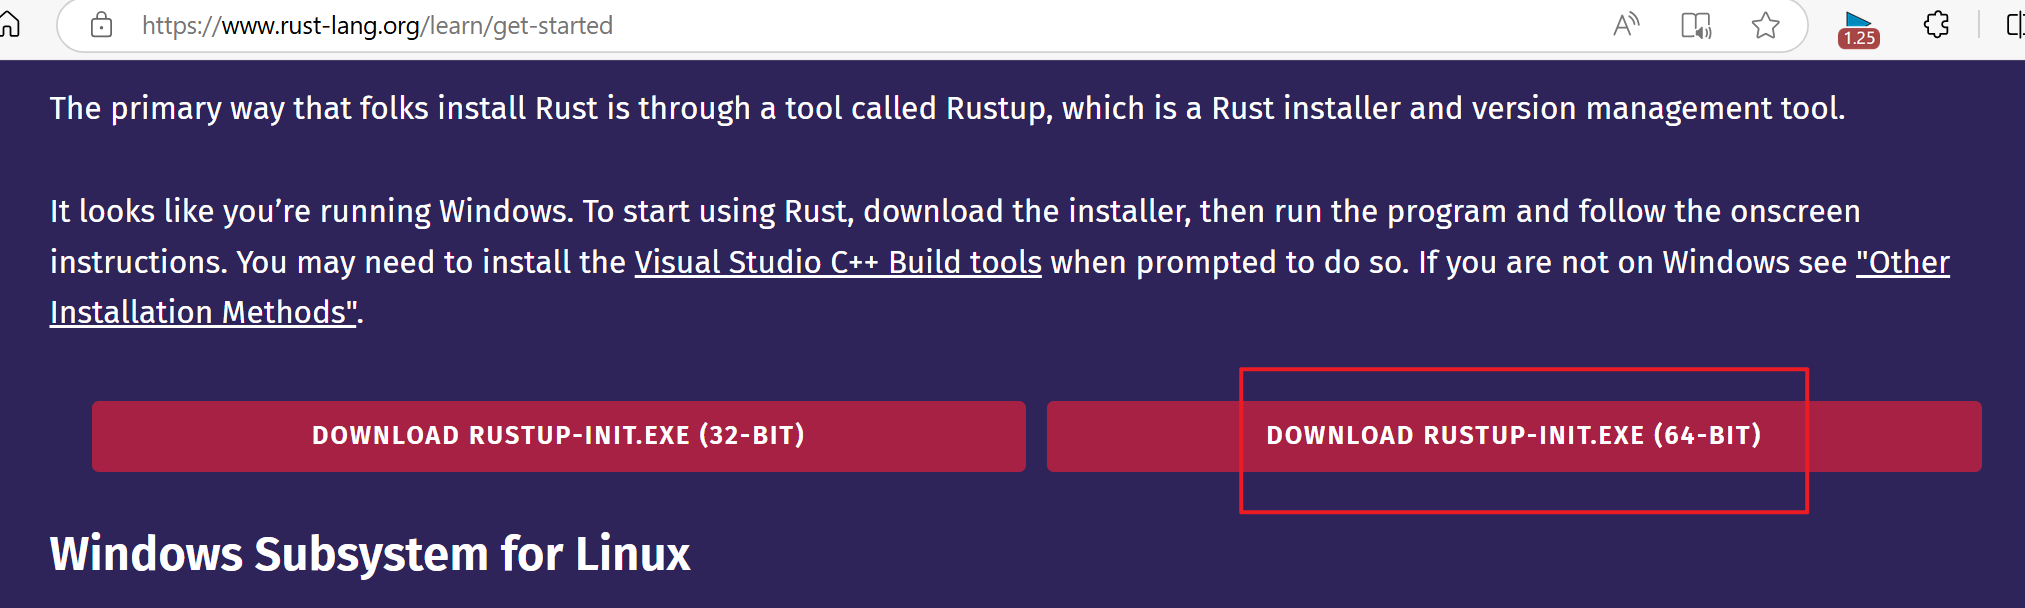 https://www.rust-lang.org/learn/get-started
1.25
The primary way that folks install Rust is through a tool called Rustup, which is a Rust installer and version management tool.
It looks like you’re running Windows. To start using Rust, download the installer, then run the program and follow the onscreen
instructions. You may need to install the Visual Studio C++ Build tools when prompted to do so. If you are not on Windows see "Other
Installation Methods".
DOWNLOAD RUSTUP-INIT.EXE (32-BIT)
DOWNLOAD RUSTUP-INIT.EXE (64-BIT)
Windows Subsystem for Linux